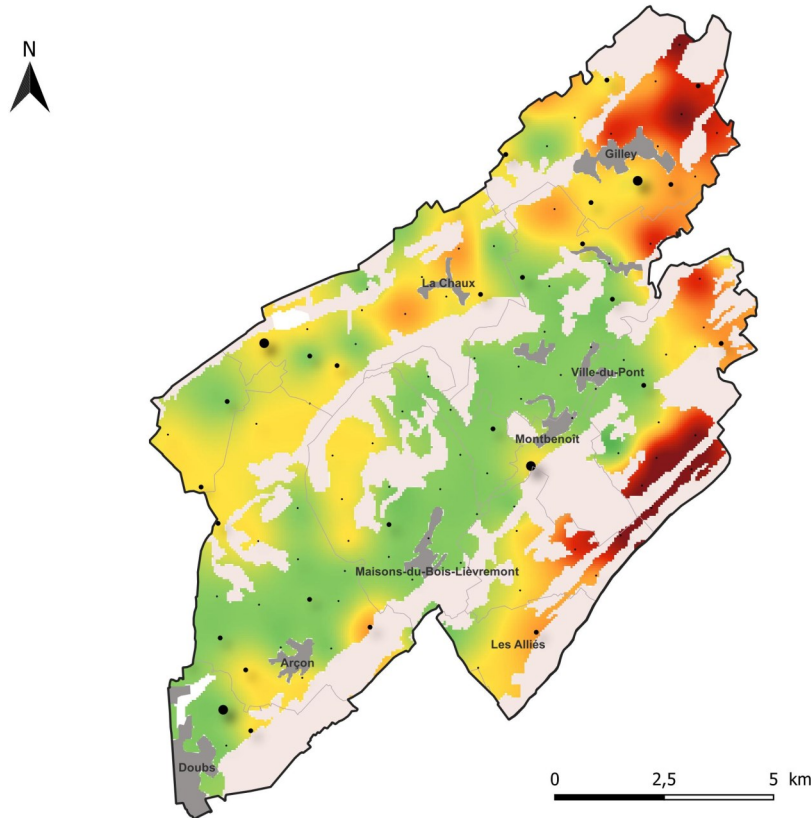 N
Gilley
La Chaux
Ville-du-Pont
Montbenoît
Maisons-du-Bois-Lièvremont
Les Alliés
Arçon
Doubs
0 2,5 5 km